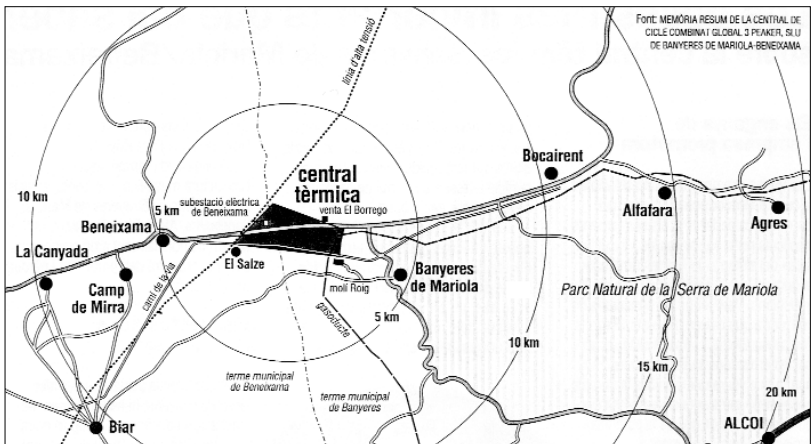 Font: MEMÒRIA RESUM DE LA CENTRAL DE
CICLE COMBINAT GLOBAL 3 PEAKER, SLU
DE BANYERES DE MARIOLA-BENEIXAMA
línia d'alta tensió
Bocairent
central
tèrmica
10 km
subestació elèctrica
de Beneixama
venta El Borrego
5 km
Alfafara
Agres
Beneixama
La Canyada
El Salze
Banyeres
de Mariola
Camp
de Mirra
camí de la via
molí Roig
Parc Natural de la Serra de Mariola
gasoducte
5 km
10 km
15 km
20 km
terme municipal
de Beneixama
terme municipal
de Banyeres
Biar
ALCOI